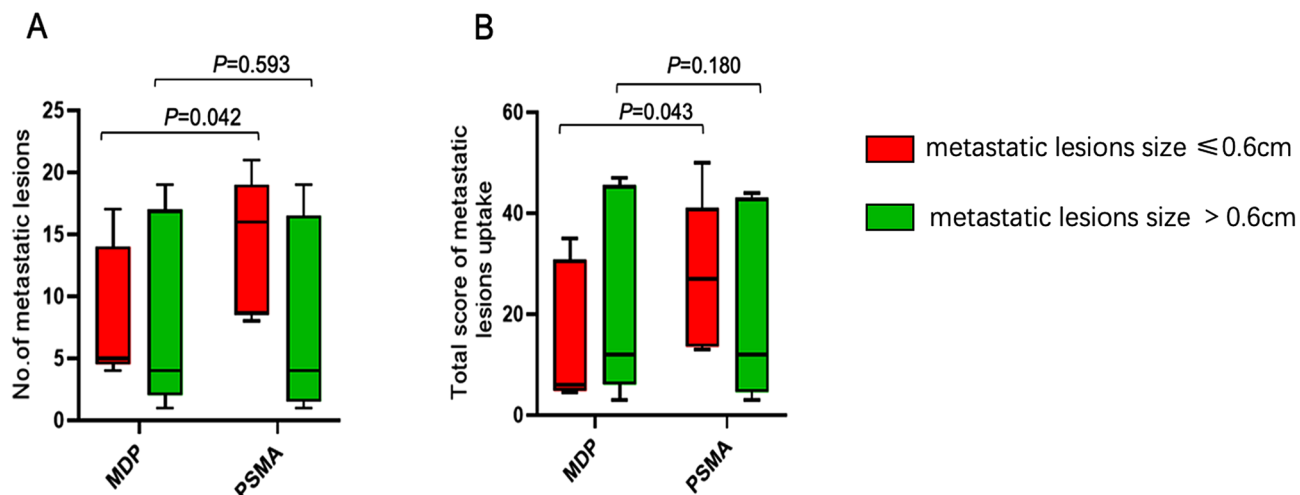 A
P=0.593
P=0.042
No.of metastatic lesions
25
20
15
10
5
0
MDP
PSMA
B
P=0.180
P=0.043
Total score of metastatic
lesions uptake
60
40
20
0
MDP
PSMA
metastatic lesions size ≤0.6cm
metastatic lesions size > 0.6cm